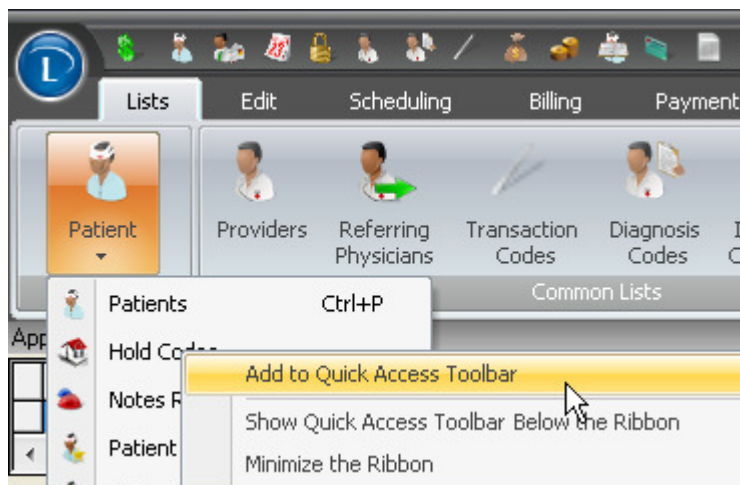 L
Lists Edit Scheduling Billing Payment
Patient Providers Referring Physicians Transaction Codes Diagnosis Codes
Common Lists
Patients Ctrl+P
App
Hold Codes
Add to Quick Access Toolbar
Notes R
Show Quick Access Toolbar Below the Ribbon
Patient
Minimize the Ribbon